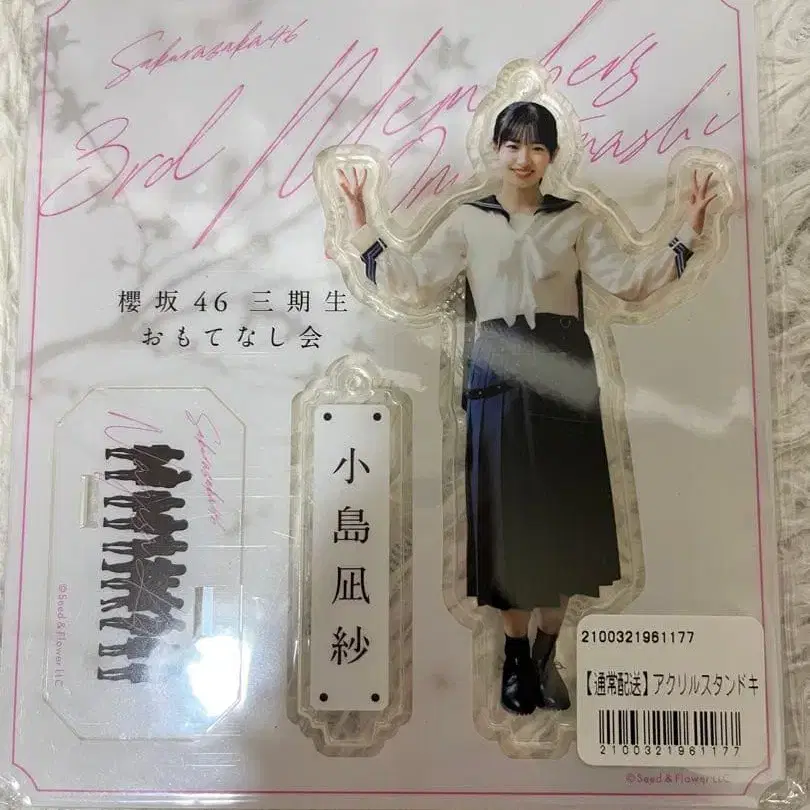 Sakurazaka46
3rd Members
櫻坂46 三期生
おもてなし会
小島凪紗
Sakurazaka46
©Seed & Flower LLC
2100321961177
【通常配送】アクリルスタンドキ
2100321961177
©Seed & Flower LLC